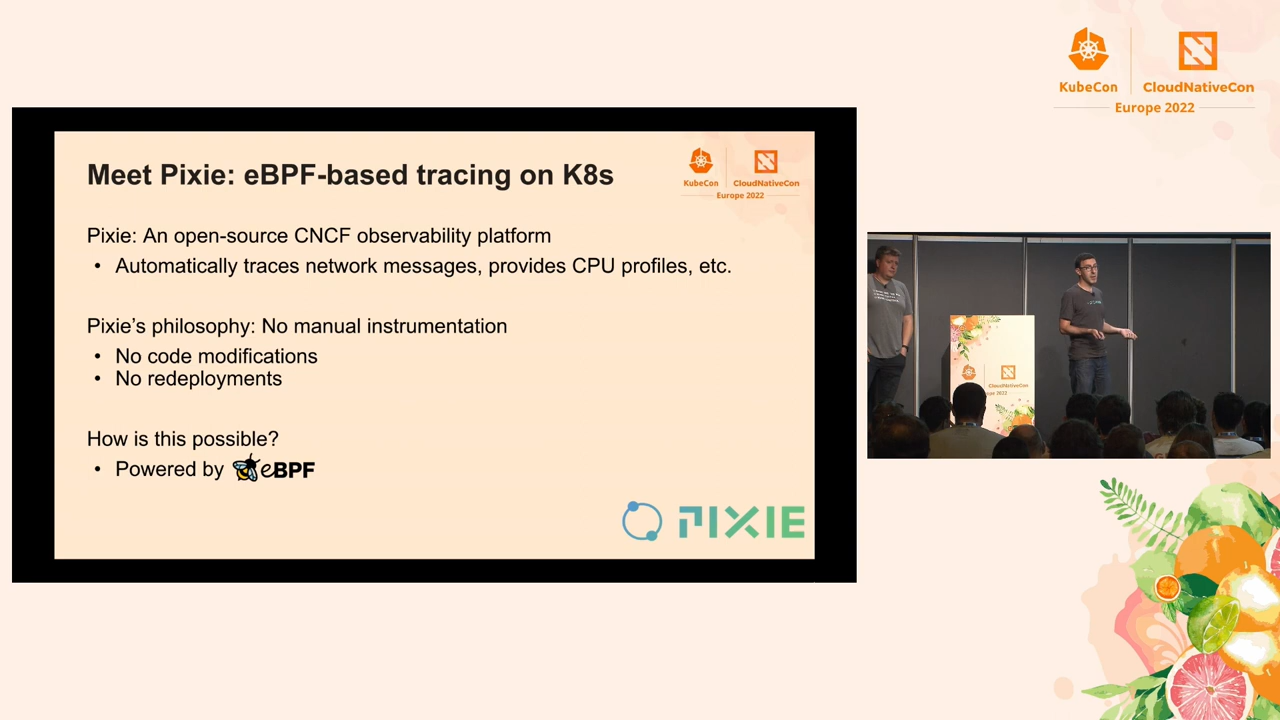 KubeCon
CloudNativeCon
Europe 2022
Meet Pixie: eBPF-based tracing on K8s
KubeCon
CloudNativeCon
Europe 2022
Pixie: An open-source CNCF observability platform
• Automatically traces network messages, provides CPU profiles, etc.
Pixie's philosophy: No manual instrumentation
• No code modifications
• No redeployments
How is this possible?
• Powered by eBPF
PIXIE
CloudNativeCon
2022